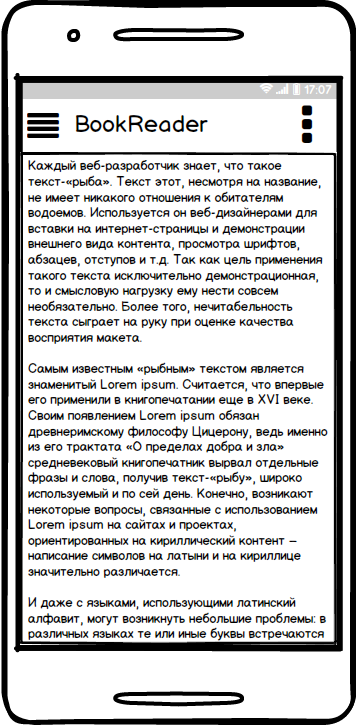 17:07
BookReader
Каждый веб-разработчик знает, что такое
текст-«рыба». Текст этот, несмотря на название,
не имеет никакого отношения к обитателям
водоемов. Используется он веб-дизайнерами для
вставки на интернет-страницы и демонстрации
внешнего вида контента, просмотра шрифтов,
абзацев, отступов и т.д. Так как цель применения
такого текста исключительно демонстрационная,
то и смысловую нагрузку ему нести совсем
необязательно. Более того, нечитабельность
текста сыграет на руку при оценке качества
восприятия макета.
Самым известным «рыбным» текстом является
знаменитый Lorem ipsum. Считается, что впервые
его применили в книгопечатании еще в XVI веке.
Своим появлением Lorem ipsum обязан
древнеримскому философу Цицерону, ведь именно
из его трактата «О пределах добра и зла»
средневековый книгопечатник вырвал отдельные
фразы и слова, получив текст-«рыбу», широко
используемый и по сей день. Конечно, возникают
некоторые вопросы, связанные с использованием
Lorem ipsum на сайтах и проектах,
ориентированных на кириллический контент –
написание символов на латыни и на кириллице
значительно различается.
И даже с языками, использующими латинский
алфавит, могут возникнуть небольшие проблемы: в
различных языках те или иные буквы встречаются